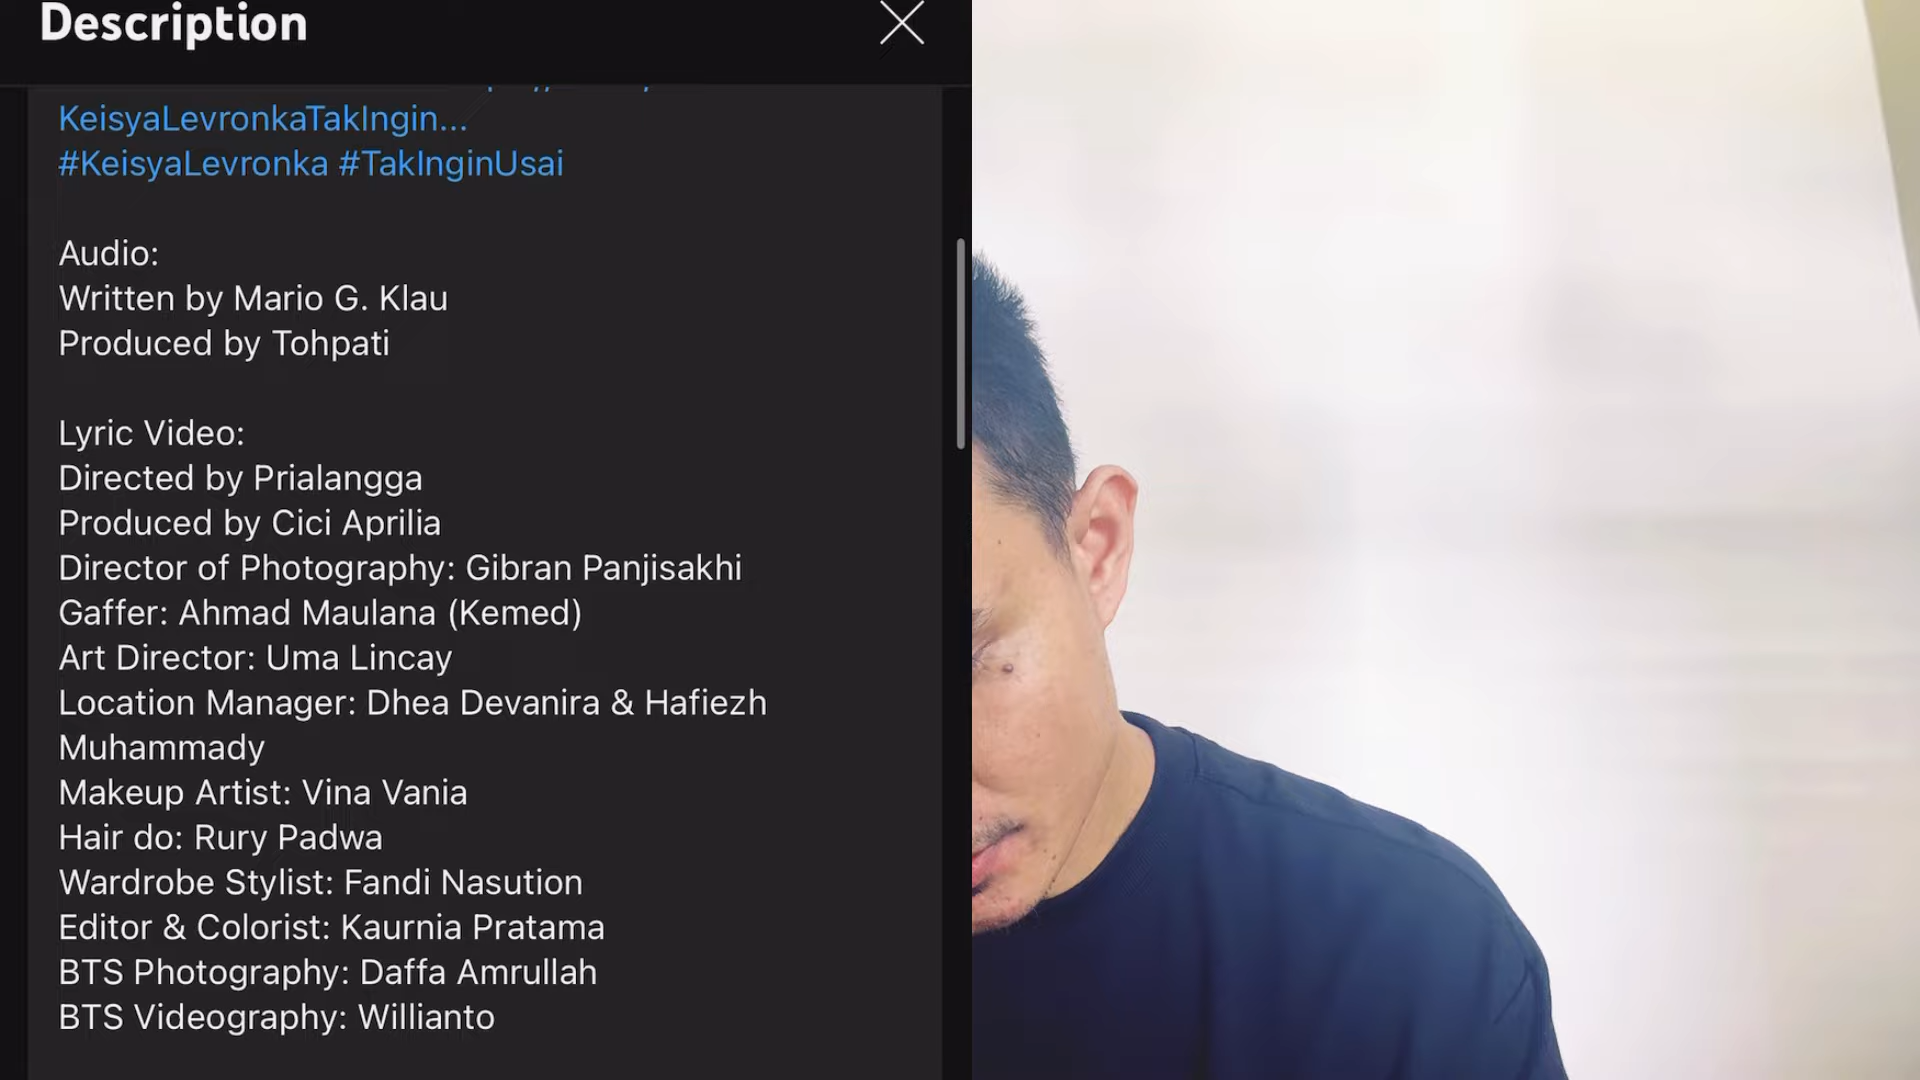 Description
KeisyaLevronkaTakIngin...
#KeisyaLevronka #TakInginUsai
Audio:
Written by Mario G. Klau
Produced by Tohpati
Lyric Video:
Directed by Prialangga
Produced by Cici Aprilia
Director of Photography: Gibran Panjisakhi
Gaffer: Ahmad Maulana (Kemed)
Art Director: Uma Lincay
Location Manager: Dhea Devanira & Hafiezh
Muhammady
Makeup Artist: Vina Vania
Hair do: Rury Padwa
Wardrobe Stylist: Fandi Nasution
Editor & Colorist: Kaurnia Pratama
BTS Photography: Daffa Amrullah
BTS Videography: Willianto